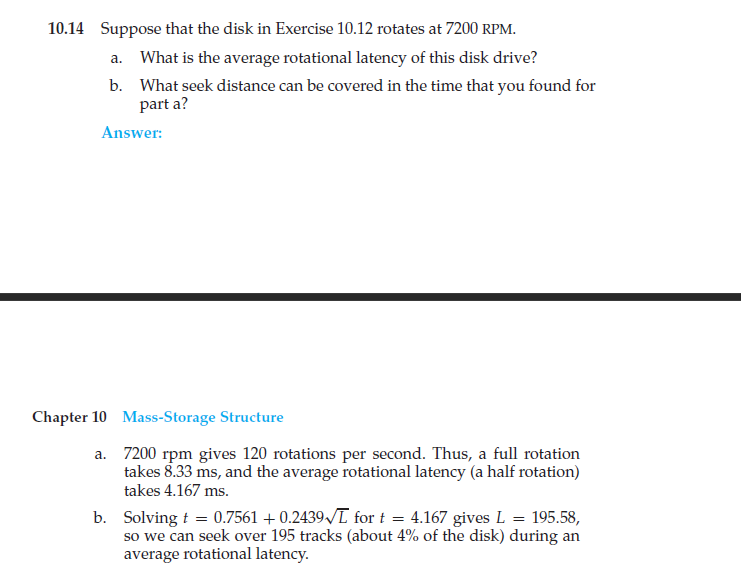 10.14 Suppose that the disk in Exercise 10.12 rotates at 7200 RPM.
a. What is the average rotational latency of this disk drive?
b. What seek distance can be covered in the time that you found for
part a?
Answer:
Chapter 10 Mass-Storage Structure
a. 7200 rpm gives 120 rotations per second. Thus, a full rotation
takes 8.33 ms, and the average rotational latency (a half rotation)
takes 4.167 ms.
b. Solving t = 0.7561 + 0.2439√L for t = 4.167 gives L = 195.58,
so we can seek over 195 tracks (about 4% of the disk) during an
average rotational latency.